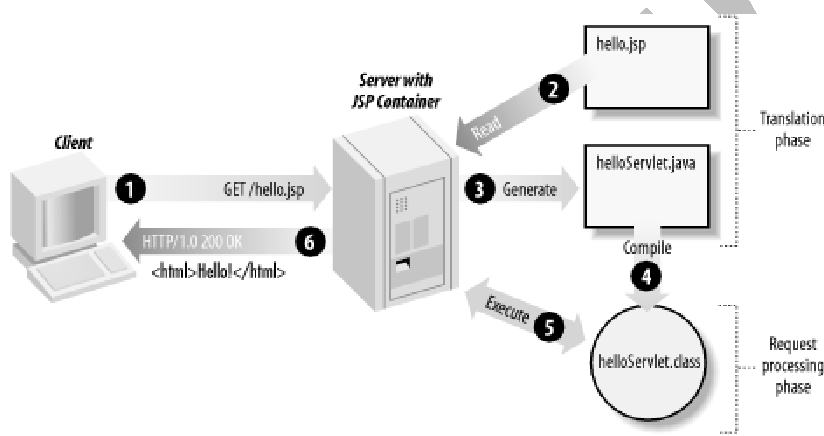 Client
1
GET /hello.jsp
HTTP/1.0 200 OK
6
<html>Hello!</html>
Server with
JSP Container
2
Read
hello.jsp
3
Generate
helloServlet.java
Compile
4
Execute
5
helloServlet.class
Translation
phase
Request
processing
phase